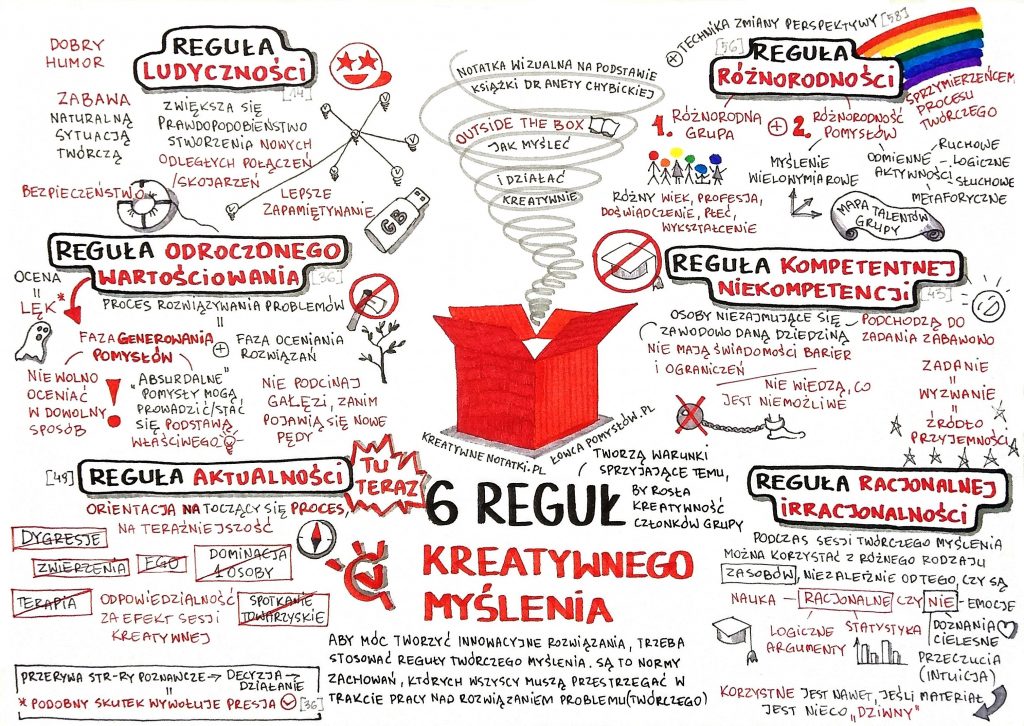 DOBRY
HUMOR
REGUŁA
LUDYCZNOŚCI
[14]
ZABAWA
NATURALNĄ
SYTUACJĄ
TWÓRCZĄ
ZWIĘKSZA SIĘ
PRAWDOPODOBIEŃSTWO
STWORZENIA NOWYCH
ODLEGŁYCH POŁĄCZEŃ
/SKOJARZEŃ
BEZPIECZEŃSTWO
LEPSZE
ZAPAMIĘTYWANIE
GB
NOTATKA WIZUALNA NA PODSTAWIE
KSIĄŻKI DR ANETY CHYBICKIEJ
OUTSIDE THE BOX
JAK MYŚLEĆ
I DZIAŁAĆ
KREATYWNIE
+ TECHNIKA ZMIANY PERSPEKTYWY [58]
[56]
REGUŁA
RÓŻNORODNOŚCI
SPRZYMIERZEŃCEM
PROCESU
TWÓRCZEGO
1. RÓŻNORODNA
GRUPA
+
2. RÓŻNORODNOŚĆ
POMYSŁÓW
RÓŻNY WIEK, PROFESJA,
DOŚWIADCZENIE, PŁEĆ,
WYKSZTAŁCENIE
MYŚLENIE
WIELOWYMIAROWE
ODMIENNE
AKTYWNOŚCI
RUCHOWE
LOGICZNE
SŁUCHOWE
METAFORYCZNE
MAPA TALENTÓW
GRUPY
REGUŁA ODROCZONEGO
WARTOŚCIOWANIA
[36]
OCENA
=
LĘK*
PROCES ROZWIĄZYWANIA PROBLEMÓW
=
FAZA GENEROWANIA
POMYSŁÓW
+
FAZA OCENIANIA
ROZWIĄZAŃ
NIE WOLNO
OCENIAĆ
W DOWOLNY
SPOSÓB
!
"ABSURDALNE"
POMYSŁY MOGĄ
PROWADZIĆ/STAĆ
SIĘ PODSTAWĄ
WŁAŚCIWEGO
NIE PODCINAJ
GAŁĘZI, ZANIM
POJAWIĄ SIĘ NOWE
PĘDY
REGUŁA KOMPETENTNEJ
NIEKOMPETENCJI
[45]
OSOBY NIEZAJMUJĄCE SIĘ
ZAWODOWO DANĄ DZIEDZINĄ
NIE MAJĄ ŚWIADOMOŚCI BARIER
I OGRANICZEŃ
PODCHODZĄ DO
ZADANIA ZABAWOWO
NIE WIEDZĄ, CO
JEST NIEMOŻLIWE
ZADANIE
=
WYZWANIE
=
ŹRÓDŁO
PRZYJEMNOŚCI
KREATYWNE NOTATKI.PL
ŁOWCA POMYSŁÓW.PL
[49]
REGUŁA AKTUALNOŚCI
TU
TERAZ
ORIENTACJA NA TOCZĄCY SIĘ PROCES,
NA TERAŹNIEJSZOŚĆ
DYGRESJE
ZWIERZENIA
EGO
DOMINACJA
1 OSOBY
TERAPIA
ODPOWIEDZIALNOŚĆ
ZA EFEKT SESJI
KREATYWNEJ
SPOTKANIE
TOWARZYSKIE
PRZERYWA STR-RY POZNAWCZE → DECYZJA → DZIAŁANIE
=
* PODOBNY SKUTEK WYWOŁUJE PRESJA [36]
6 REGUŁ
KREATYWNEGO
MYŚLENIA
TWORZĄ WARUNKI
SPRZYJAJĄCE TEMU,
BY ROSŁA
KREATYWNOŚĆ
CZŁONKÓW GRUPY
ABY MÓC TWORZYĆ INNOWACYJNE ROZWIĄZANIA, TRZEBA
STOSOWAĆ REGUŁY TWÓRCZEGO MYŚLENIA. SĄ TO NORMY
ZACHOWAŃ, KTÓRYCH WSZYSCY MUSZĄ PRZESTRZEGAĆ W
TRAKCIE PRACY NAD ROZWIĄZANIEM PROBLEMU (TWÓRCZEGO)
REGUŁA RACJONALNEJ
IRRACJONALNOŚCI
PODCZAS SESJI TWÓRCZEGO MYŚLENIA
MOŻNA KORZYSTAĆ Z RÓŻNEGO RODZAJU
ZASOBÓW, NIEZALEŻNIE OD TEGO, CZY SĄ
NAUKA - RACJONALNE CZY NIE - EMOCJE
LOGICZNE
ARGUMENTY
STATYSTYKA
DOZNANIA
CIELESNE
PRZECZUCIA
(INTUICJA)
KORZYSTNE JEST NAWET, JEŚLI MATERIAŁ
JEST NIECO "DZIWNY"